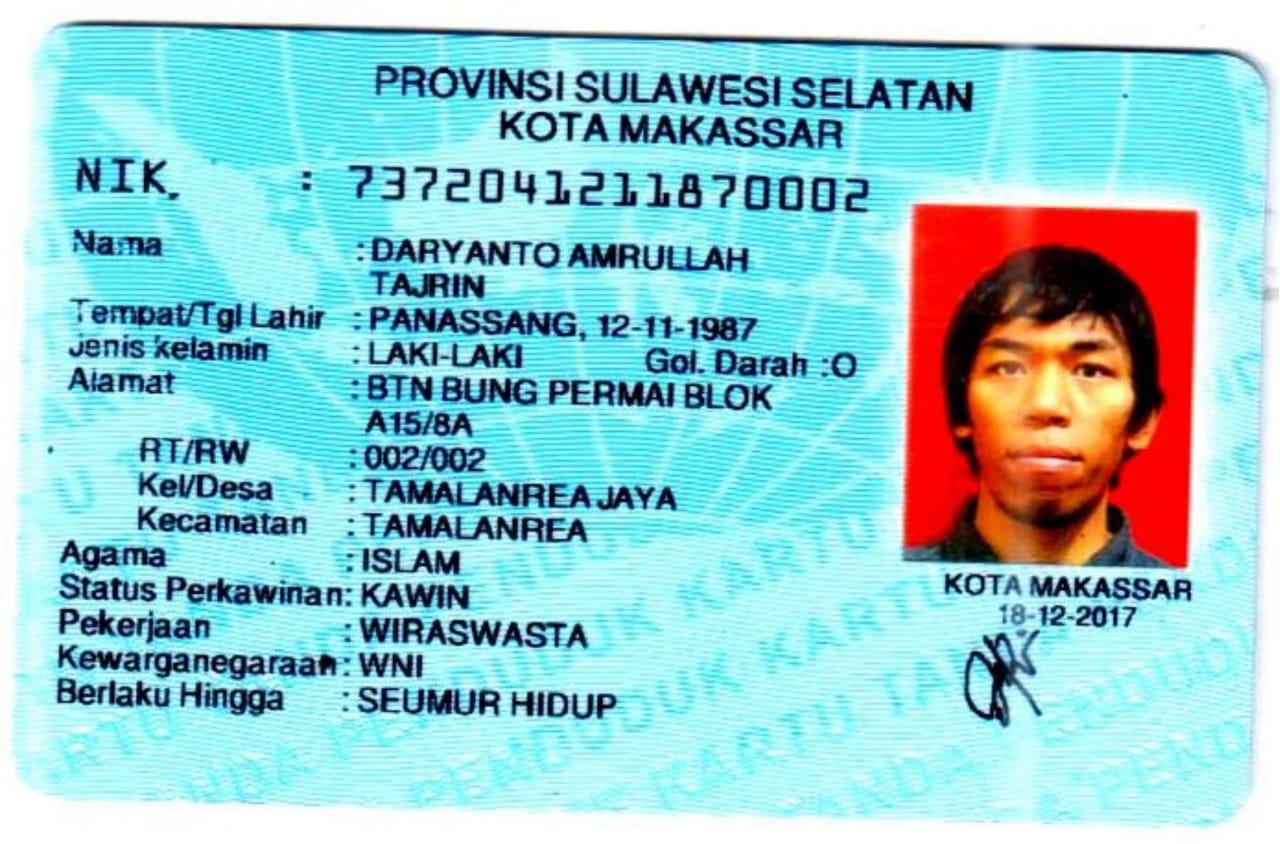 PROVINSI SULAWESI SELATAN
KOTA MAKASSAR
NIK. : 7372041211870002
Nama : DARYANTO AMRULLAH
TAJRIN
Tempat/Tgl Lahir : PANASSANG, 12-11-1987
Jenis kelamin : LAKI-LAKI Gol. Darah :O
Alamat : BTN BUNG PERMAI BLOK
A15/8A
RT/RW : 002/002
Kel/Desa : TAMALANREA JAYA
Kecamatan : TAMALANREA
Agama : ISLAM
Status Perkawinan: KAWIN
Pekerjaan : WIRASWASTA
Kewarganegaraan: WNI
Berlaku Hingga : SEUMUR HIDUP
KOTA MAKASSAR
18-12-2017